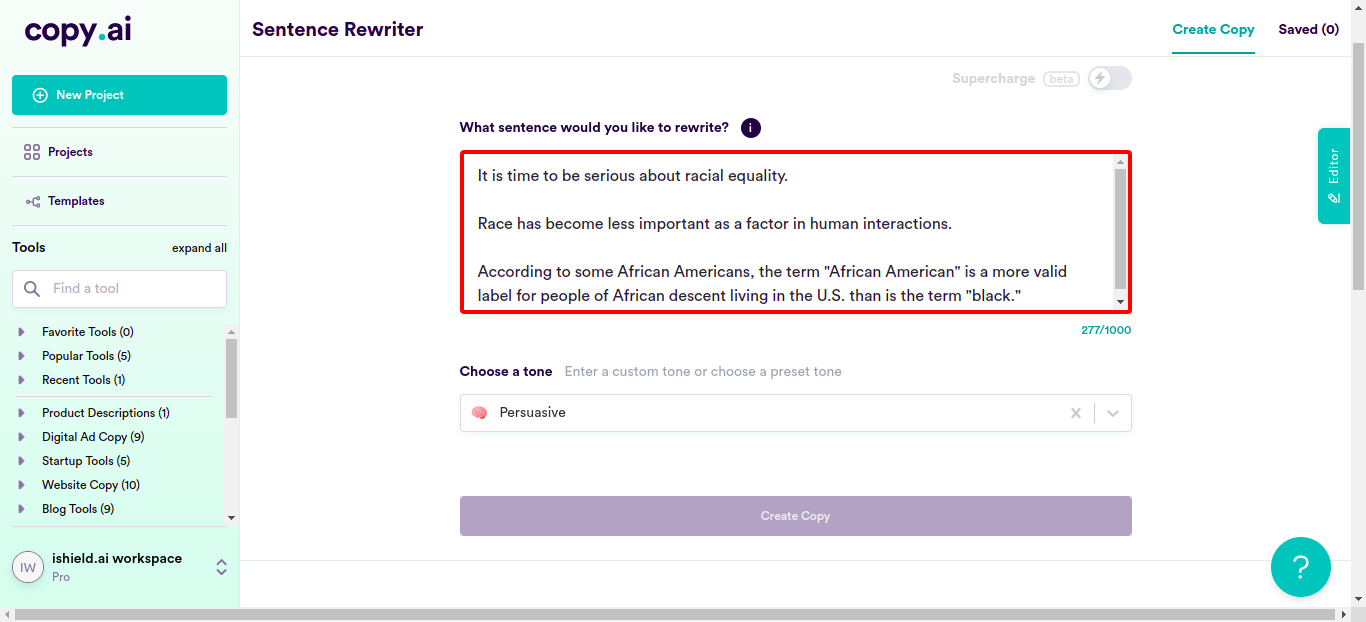 copy.ai
Sentence Rewriter
Create Copy
Saved (0)
New Project
Projects
Templates
Tools
expand all
Find a tool
Favorite Tools (0)
Popular Tools (5)
Recent Tools (1)
Product Descriptions (1)
Digital Ad Copy (9)
Startup Tools (5)
Website Copy (10)
Blog Tools (9)
IW
ishield.ai workspace
Pro
Supercharge beta
What sentence would you like to rewrite? i
It is time to be serious about racial equality.
Race has become less important as a factor in human interactions.
According to some African Americans, the term "African American" is a more valid
label for people of African descent living in the U.S. than is the term "black."
277/1000
Choose a tone Enter a custom tone or choose a preset tone
Persuasive
Create Copy
Editor
?